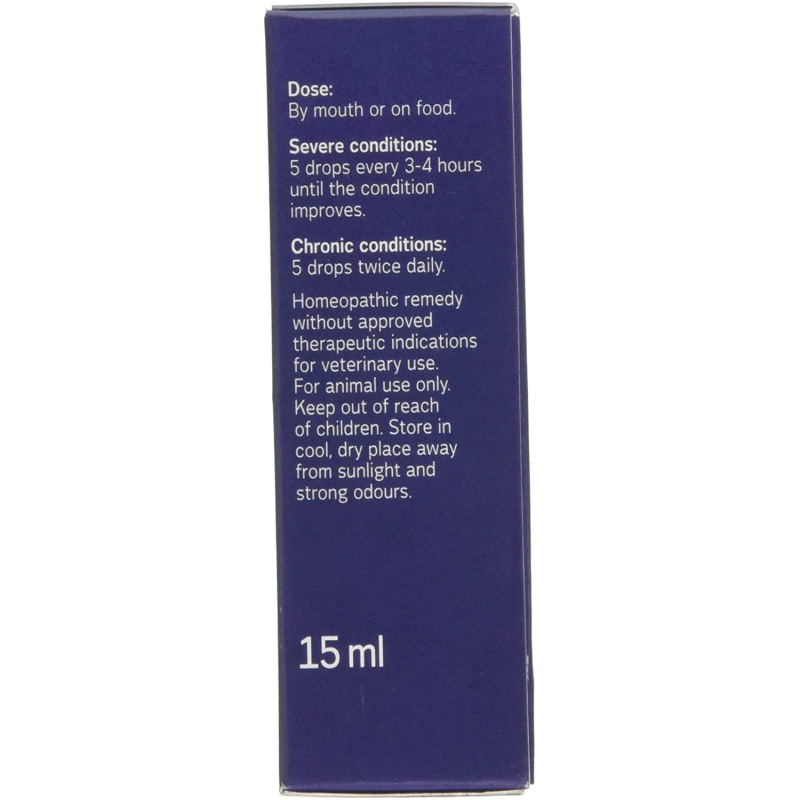 Dose:
By mouth or on food.
Severe conditions:
5 drops every 3-4 hours
until the condition
improves.
Chronic conditions:
5 drops twice daily.
Homeopathic remedy
without approved
therapeutic indications
for veterinary use.
For animal use only.
Keep out of reach
of children. Store in
cool, dry place away
from sunlight and
strong odours.
15 ml